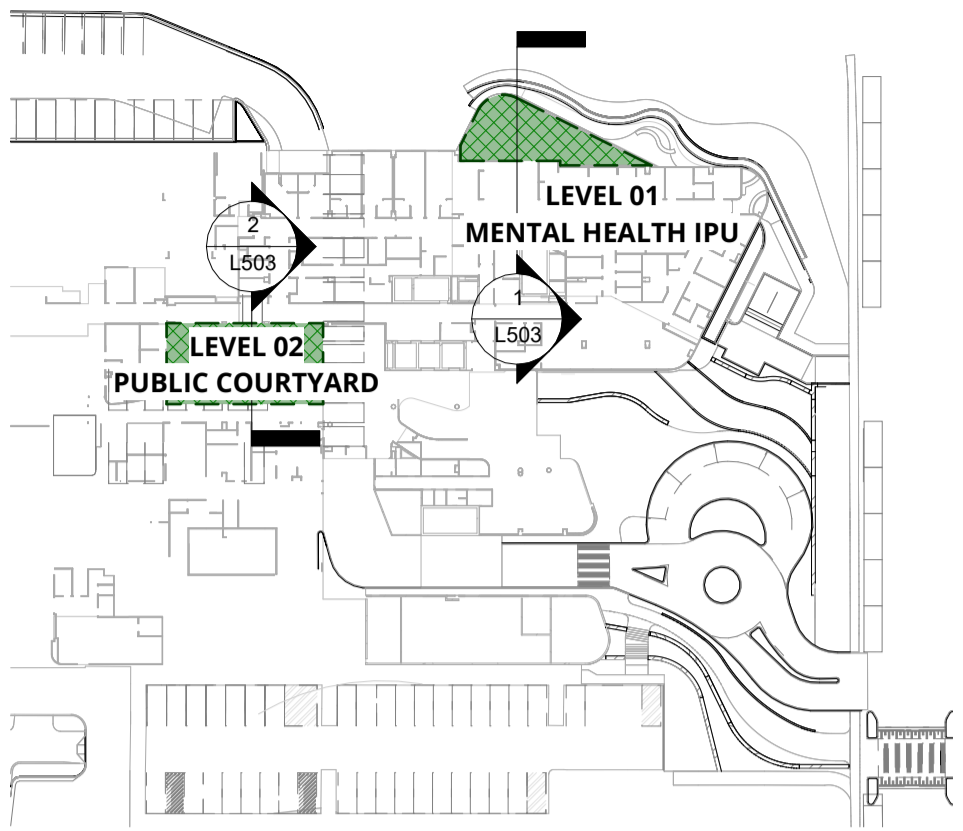 LEVEL 01
MENTAL HEALTH IPU
2
L503
1
L503
LEVEL 02
PUBLIC COURTYARD